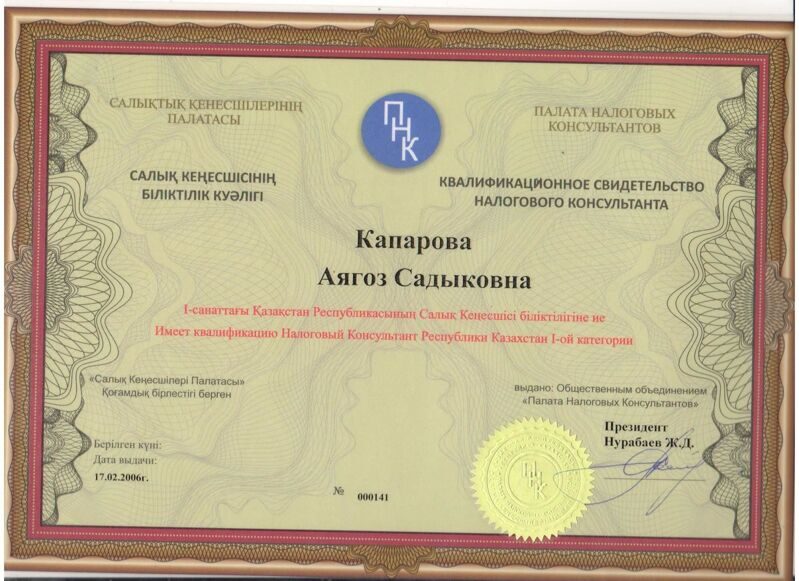 САЛЫҚТЫҚ КЕҢЕСШІЛЕРІНІҢ
ПАЛАТАСЫ
ПНК
ПАЛАТА НАЛОГОВЫХ
КОНСУЛЬТАНТОВ
САЛЫҚ КЕҢЕСШІСІНІҢ
БІЛІКТІЛІК КУӘЛІГІ
КВАЛИФИКАЦИОННОЕ СВИДЕТЕЛЬСТВО
НАЛОГОВОГО КОНСУЛЬТАНТА
Капарова
Аягоз Садыковна
І-санаттағы Қазақстан Республикасының Салық Кеңесшісі біліктілігіне ие
Имеет квалификацию Налоговый Консультант Республики Казахстан І-ой категории
«Салық Кеңесшілері Палатасы»
Қоғамдық бірлестігі берген
выдано: Общественным объединением
«Палата Налоговых Консультантов»
Президент
Нурабаев Ж.Д.
Берілген күні:
Дата выдачи:
17.02.2006г.
№ 000141
ПНК